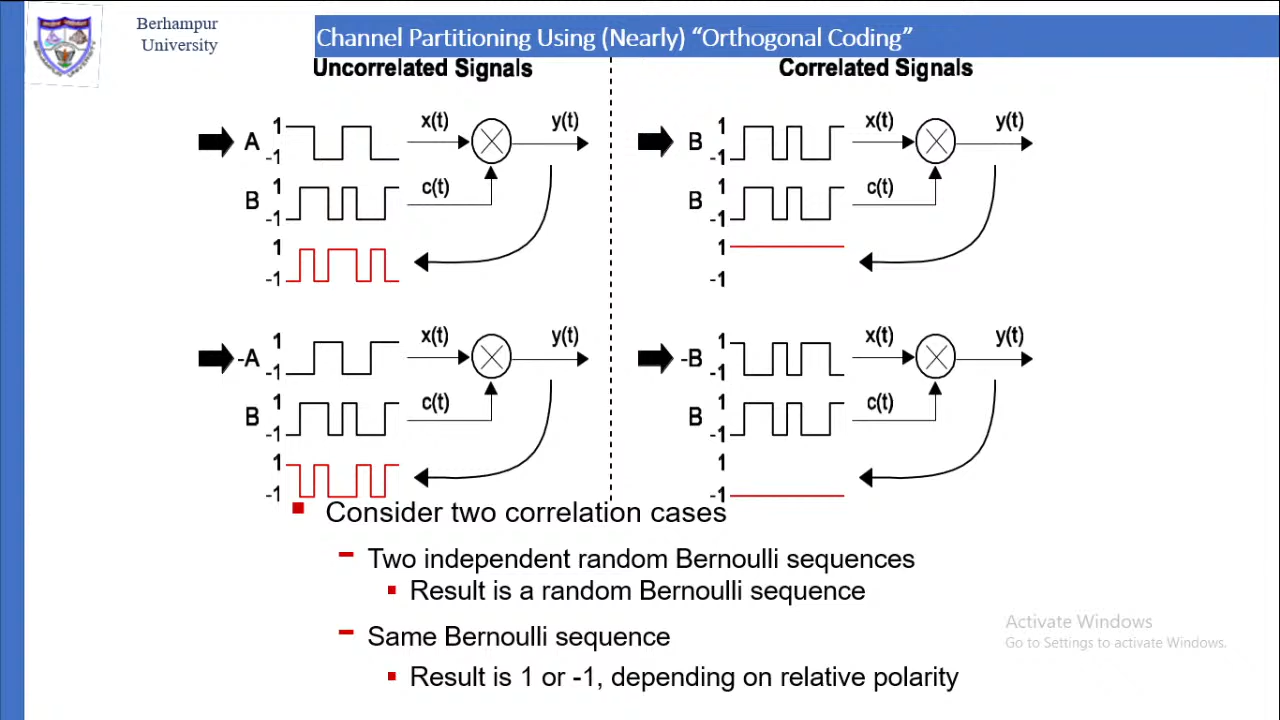 Berhampur
University
Channel Partitioning Using (Nearly) “Orthogonal Coding”
Uncorrelated Signals
A 1 -1 x(t) y(t)
B 1 -1 c(t)
1 -1
-A 1 -1 x(t) y(t)
B 1 -1 c(t)
1 -1
Correlated Signals
B 1 -1 x(t) y(t)
B 1 -1 c(t)
1 -1
-B 1 -1 x(t) y(t)
B 1 -1 c(t)
1 -1
Consider two correlation cases
Two independent random Bernoulli sequences
Result is a random Bernoulli sequence
Same Bernoulli sequence
Result is 1 or -1, depending on relative polarity
Activate Windows
Go to Settings to activate Windows.